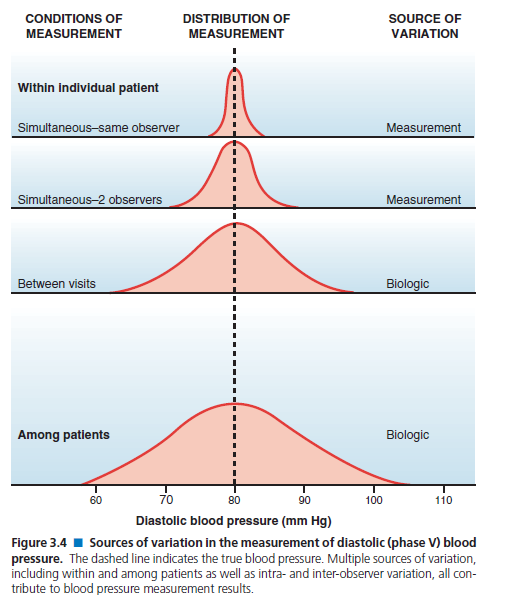 CONDITIONS OF MEASUREMENT
DISTRIBUTION OF MEASUREMENT
SOURCE OF VARIATION
Within individual patient
Simultaneous–same observer
Measurement
Simultaneous–2 observers
Measurement
Between visits
Biologic
Among patients
Biologic
60 70 80 90 100 110
Diastolic blood pressure (mm Hg)
Figure 3.4 ■ Sources of variation in the measurement of diastolic (phase V) blood
pressure. The dashed line indicates the true blood pressure. Multiple sources of variation,
including within and among patients as well as intra- and inter-observer variation, all con-
tribute to blood pressure measurement results.